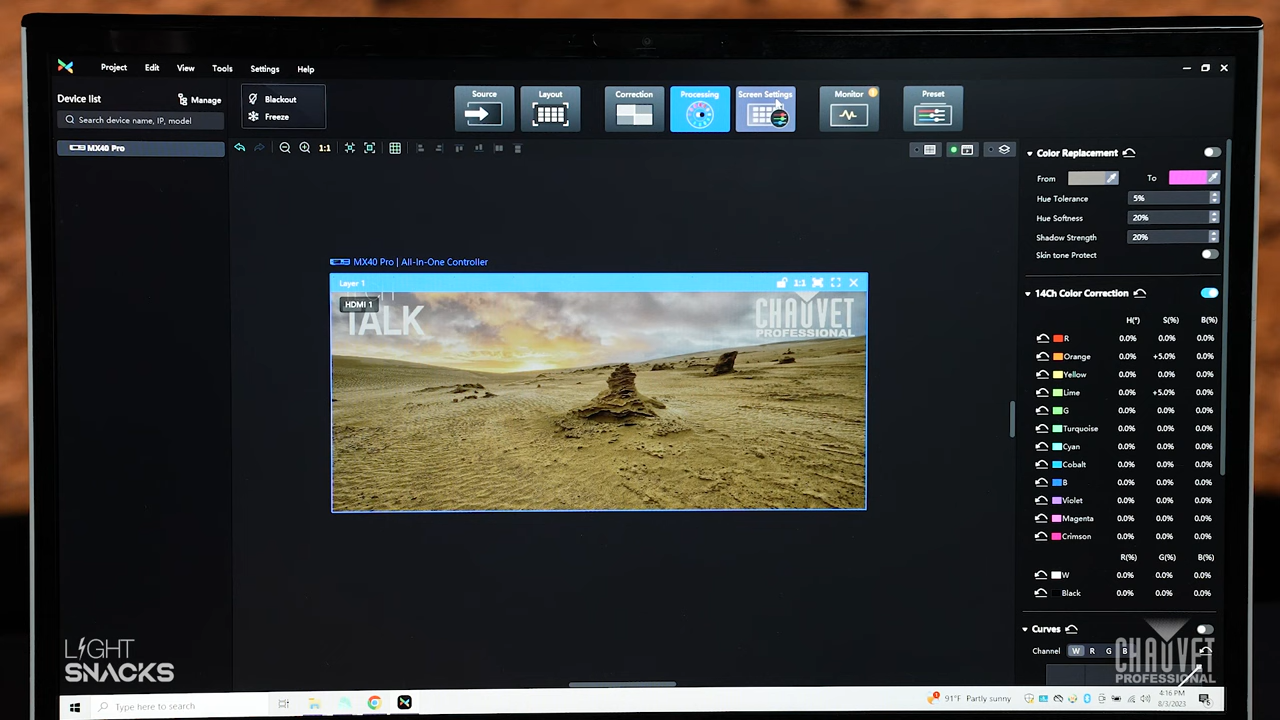 Project Edit View Tools Settings Help
Device list Manage
Search device name, IP, model
MX40 Pro
Blackout
Freeze
Source Layout Correction Processing Screen Settings Monitor Preset
1:1
MX40 Pro | All-In-One Controller
Layer 1 1:1
HDMI 1
TALK
CHAUVET
PROFESSIONAL
Color Replacement
From To
Hue Tolerance 5%
Hue Softness 20%
Shadow Strength 20%
Skin tone Protect
14Ch Color Correction
H(°) S(%) B(%)
R 0.0% 0.0% 0.0%
Orange 0.0% +5.0% 0.0%
Yellow 0.0% 0.0% 0.0%
Lime 0.0% +5.0% 0.0%
G 0.0% 0.0% 0.0%
Turquoise 0.0% 0.0% 0.0%
Cyan 0.0% 0.0% 0.0%
Cobalt 0.0% 0.0% 0.0%
B 0.0% 0.0% 0.0%
Violet 0.0% 0.0% 0.0%
Magenta 0.0% 0.0% 0.0%
Crimson 0.0% 0.0% 0.0%
R(%) G(%) B(%)
W 0.0% 0.0% 0.0%
Black 0.0% 0.0% 0.0%
Curves
Channel W R G B
LIGHT
SNACKS
CHAUVET
PROFESSIONAL
Type here to search
91°F Partly sunny
4:16 PM
8/3/2023